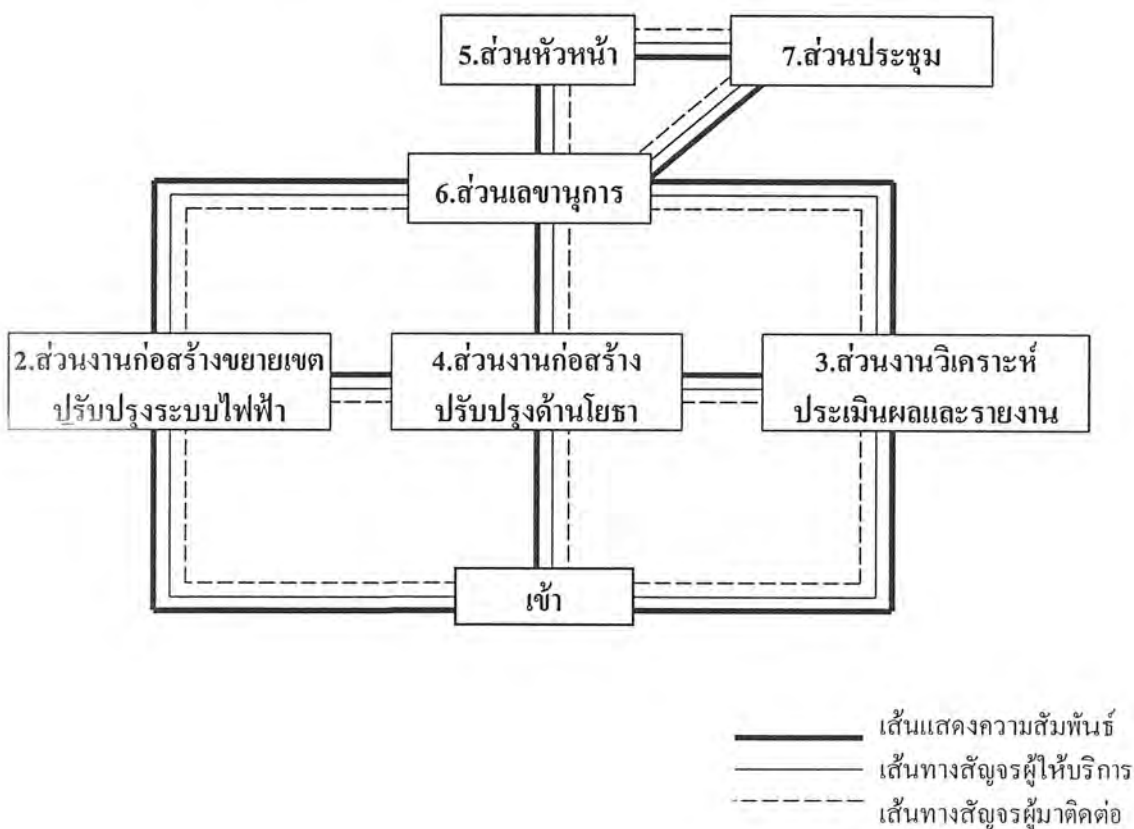 5.ส่วนหัวหน้า
7.ส่วนประชุม
6.ส่วนเลขานุการ
2.ส่วนงานก่อสร้างขยายเขต
ปรับปรุงระบบไฟฟ้า
4.ส่วนงานก่อสร้าง
ปรับปรุงด้านโยธา
3.ส่วนงานวิเคราะห์
ประเมินผลและรายงาน
เข้า
เส้นแสดงความสัมพันธ์
เส้นทางสัญจรผู้ให้บริการ
เส้นทางสัญจรผู้มาติดต่อ